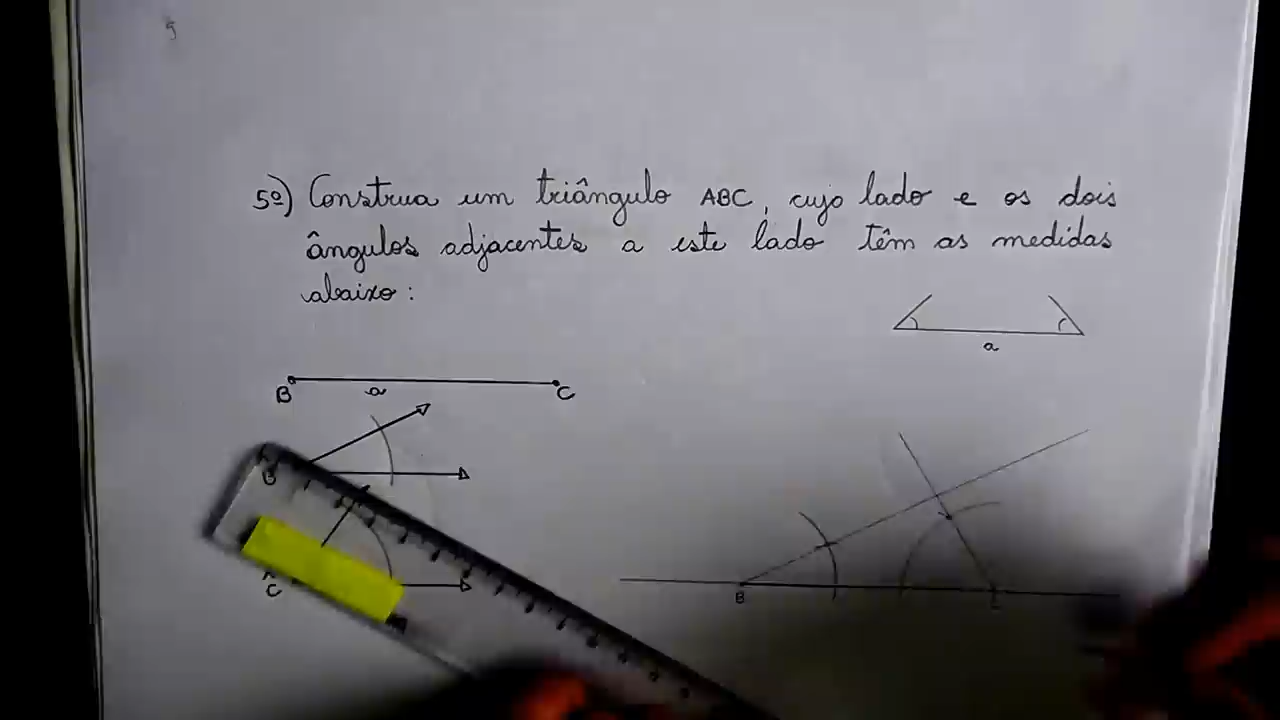 5
5º) Construa um triângulo ABC, cujo lado e os dois
ângulos adjacentes a este lado têm as medidas
abaixo:
a
B a C
B̂
Ĉ
B C